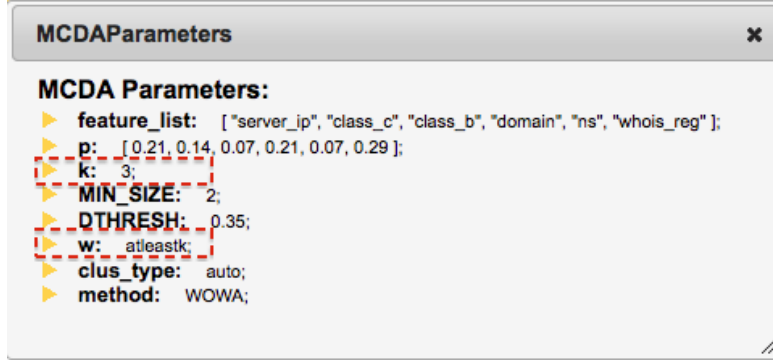 MCDAParameters
MCDA Parameters:
feature_list: [ "server_ip", "class_c", "class_b", "domain", "ns", "whois_reg" ];
p: [ 0.21, 0.14, 0.07, 0.21, 0.07, 0.29 ];
k: 3;
MIN_SIZE: 2;
DTHRESH: 0.35;
w: atleastk;
clus_type: auto;
method: WOWA;